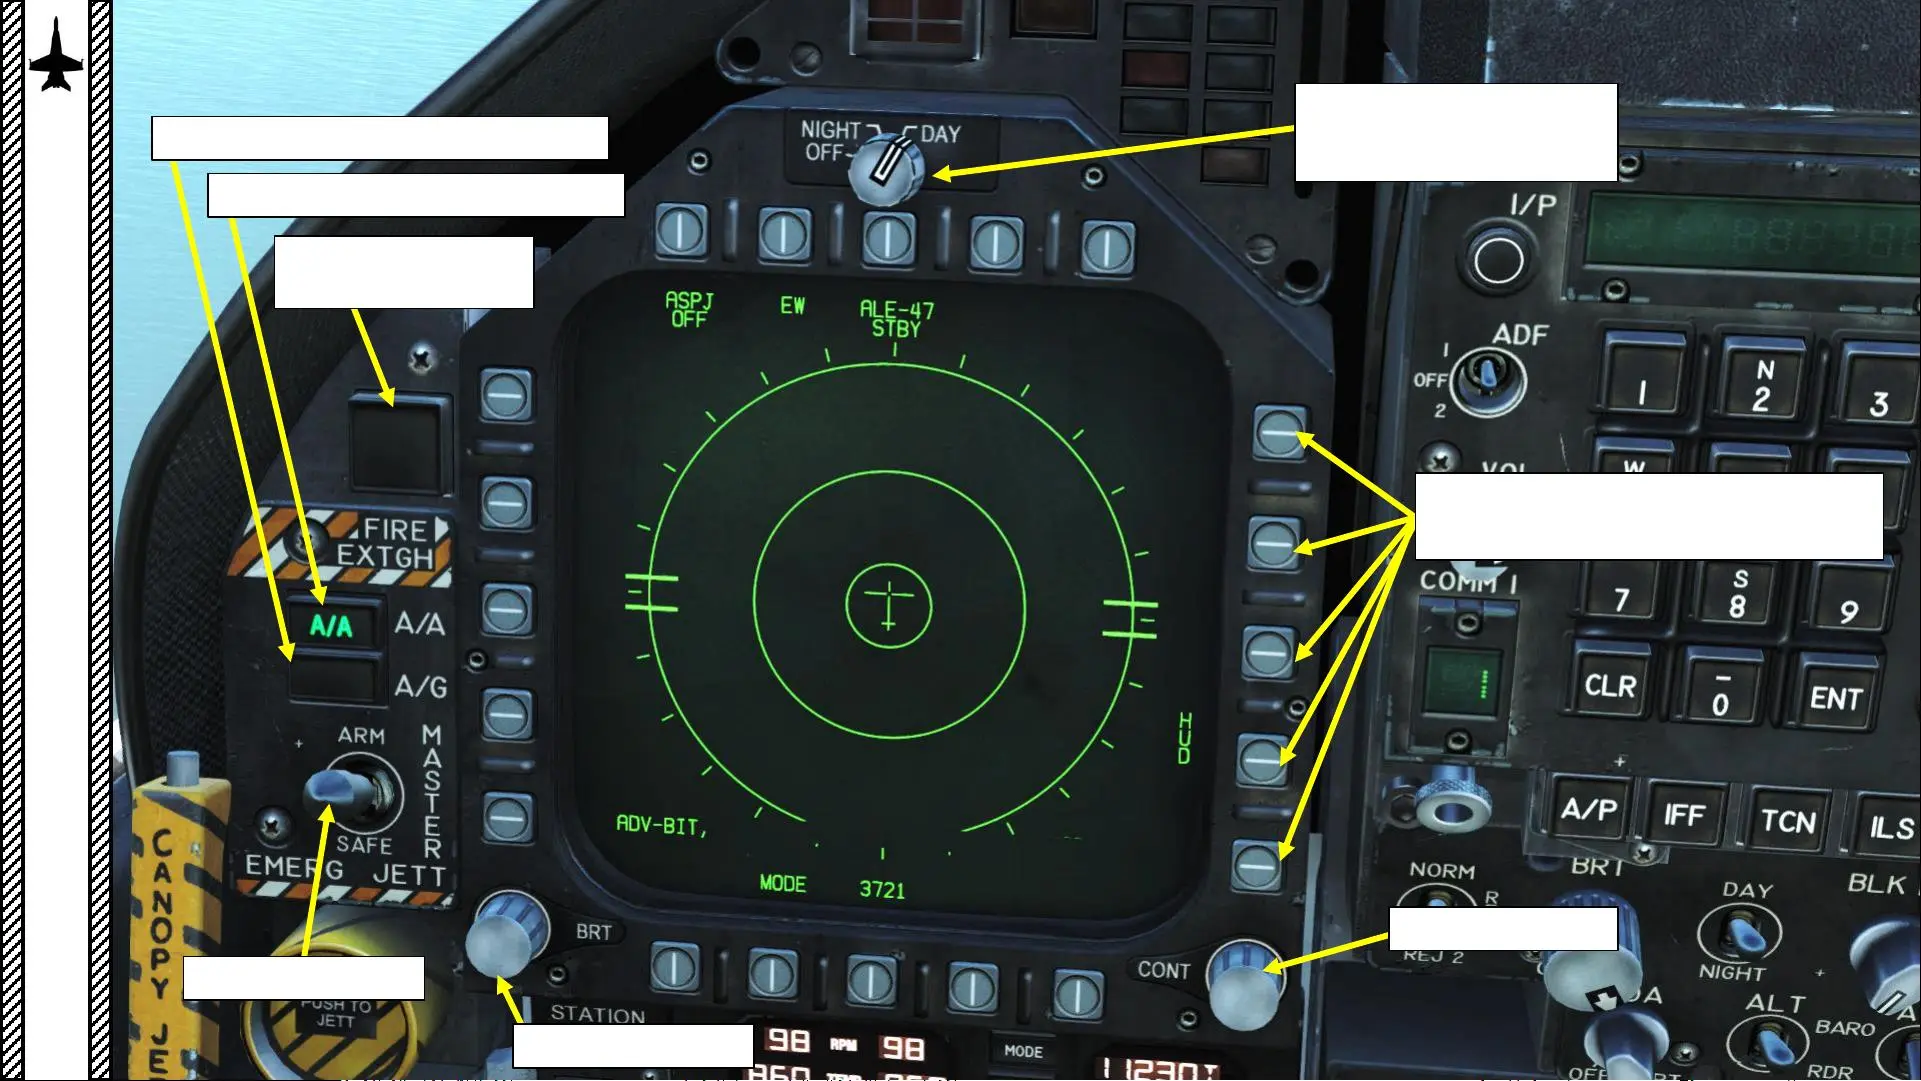 NIGHT
DAY
OFF
I/P
ASPJ
OFF
EW
ALE-47
STBY
ADF
1
OFF
2
1
N
2
3
W
FIRE
EXTGH
A/A
A/A
A/G
COMM 1
7
S
8
9
CLR
-
0
ENT
ARM
SAFE
MASTER
EMERG JETT
HUD
ADV-BIT,
MODE
3721
A/P
IFF
TCN
ILS
BRT
CONT
NORM
REJ 2
BRT
DAY
NIGHT
BLK
ALT
BARO
RDR
CANOPY
JE
PUSH TO
JETT
STATION
98
RPM
98
MODE